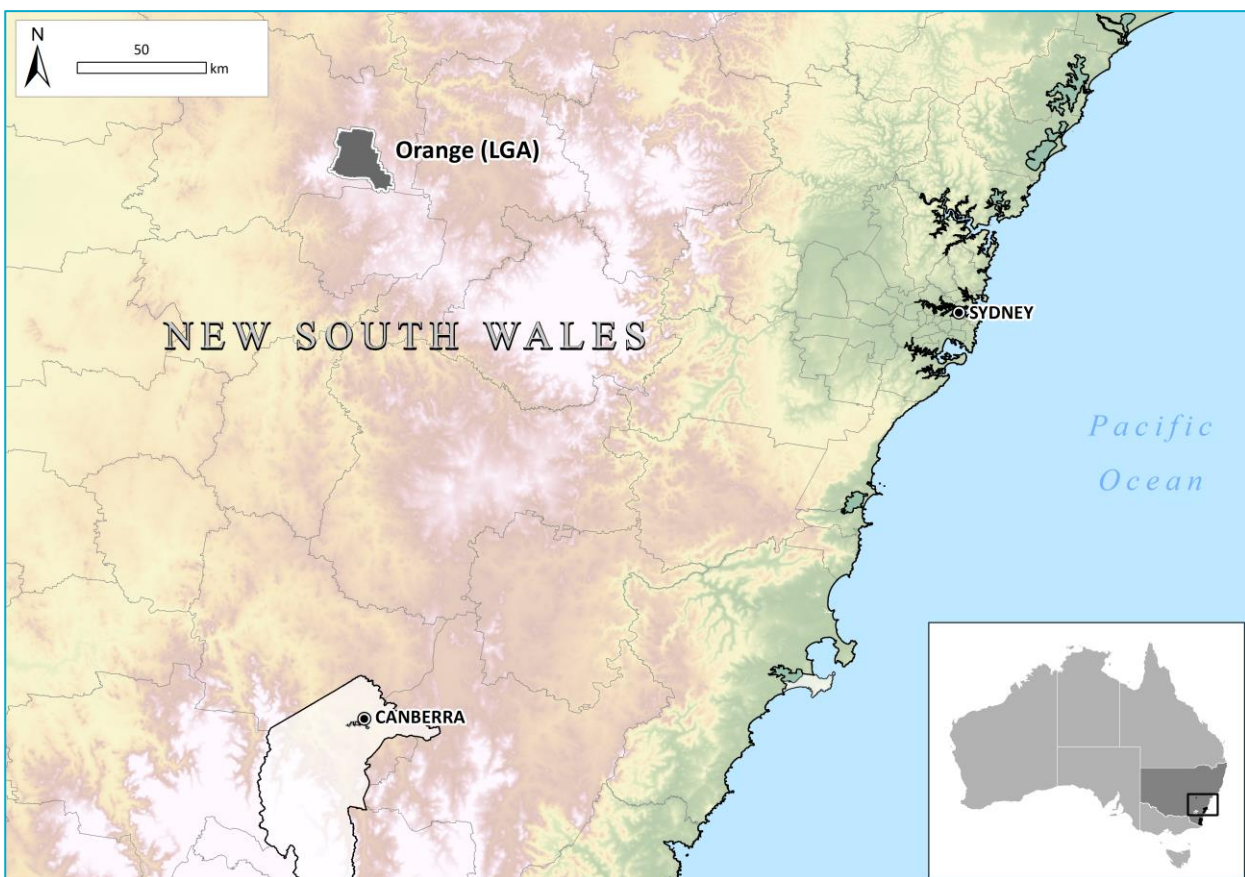 N
50
km
Orange (LGA)
SYDNEY
NEW SOUTH WALES
Pacific
Ocean
CANBERRA